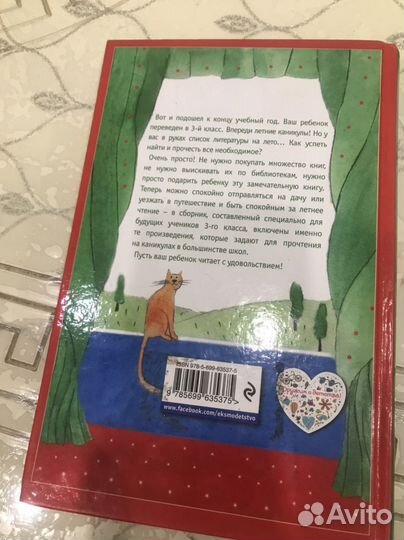 Вот и подошел к концу учебный год. Ваш ребенок
переведен в 3-й класс. Впереди летние каникулы! Но у
вас в руках список литературы на лето... Как успеть
найти и прочесть все необходимое?
Очень просто! Не нужно покупать множество книг,
не нужно выискивать их по библиотекам, нужно
просто подарить ребенку эту замечательную книгу.
Теперь можно спокойно отправляться на дачу или
уезжать в путешествие и быть спокойным за летнее
чтение – в сборник, составленный специально для
будущих учеников 3-го класса, включены именно
те произведения, которые задают для прочтения
на каникулах в большинстве школ.
Пусть ваш ребенок читает с удовольствием!
ISBN 978-5-699-63537-5
9 785699 635375 >
www.facebook.com/eksmodetstvo
Avito